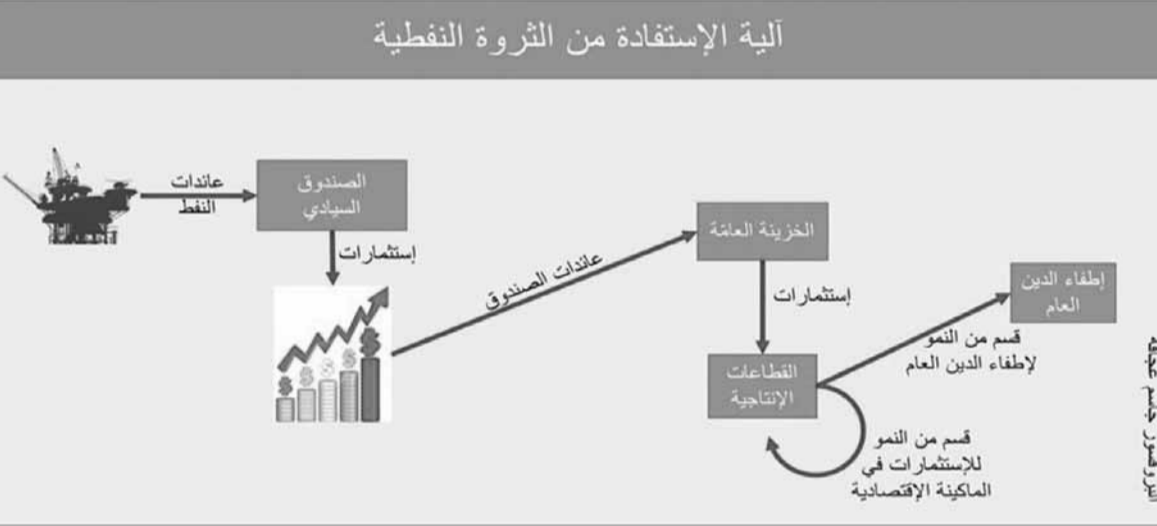 آلية الإستفادة من الثروة النفطية
عائدات
النفط
الصندوق
السيادي
إستثمارات
عائدات الصندوق
الخزينة العامّة
إستثمارات
القطاعات
الإنتاجية
إطفاء الدين
العام
قسم من النمو
لإطفاء الدين العام
قسم من النمو
للإستثمارات في
الماكينة الإقتصادية
البروفسور جاسم عجاقة